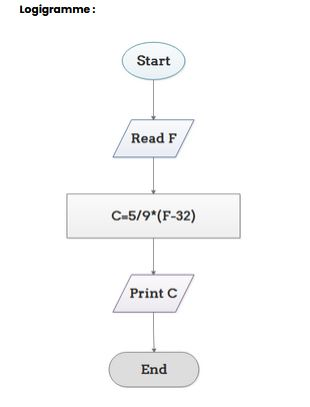 Logigramme :
Start
Read F
C=5/9*(F-32)
Print C
End